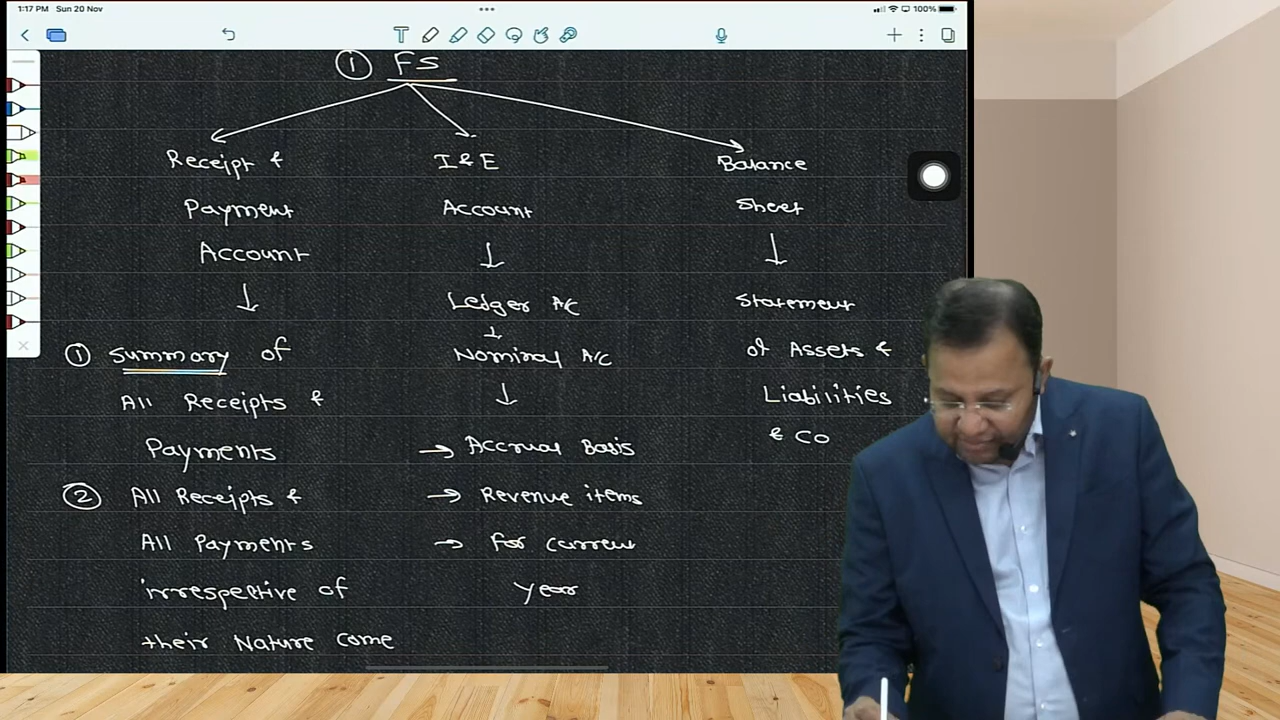 1:17 PM Sun 20 Nov
100%
① FS
Receipt &
Payment
Account
① Summary of
All Receipts &
Payments
② All Receipts &
All Payments
irrespective of
their Nature come
I & E
Account
Ledger A/C
Nominal A/C
→ Accrual Basis
→ Revenue items
→ For current
year
Balance
Sheet
Statement
of Assets &
Liabilities
& CO